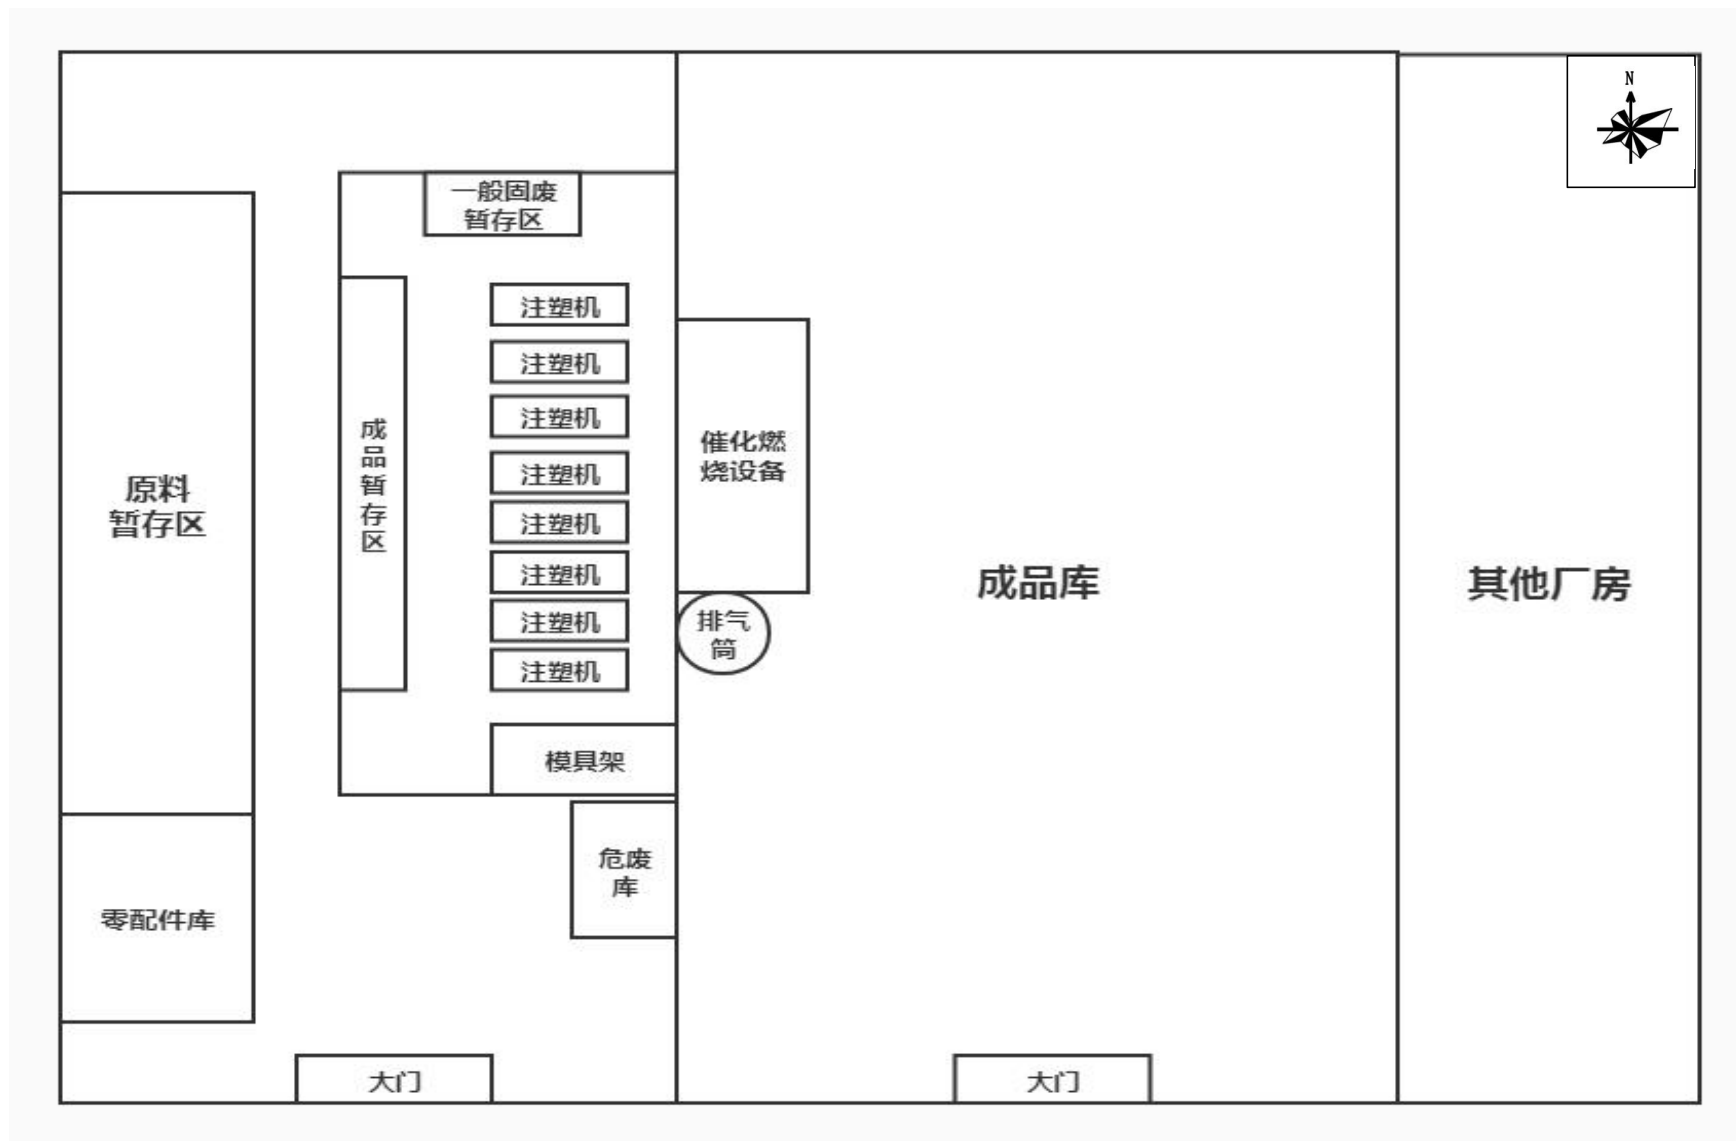 N
一般固废
暂存区
注塑机
注塑机
注塑机
注塑机
注塑机
注塑机
注塑机
注塑机
成
品
暂
存
区
原料
暂存区
催化燃
烧设备
排气
筒
成品库
其他厂房
模具架
危废
库
零配件库
大门
大门